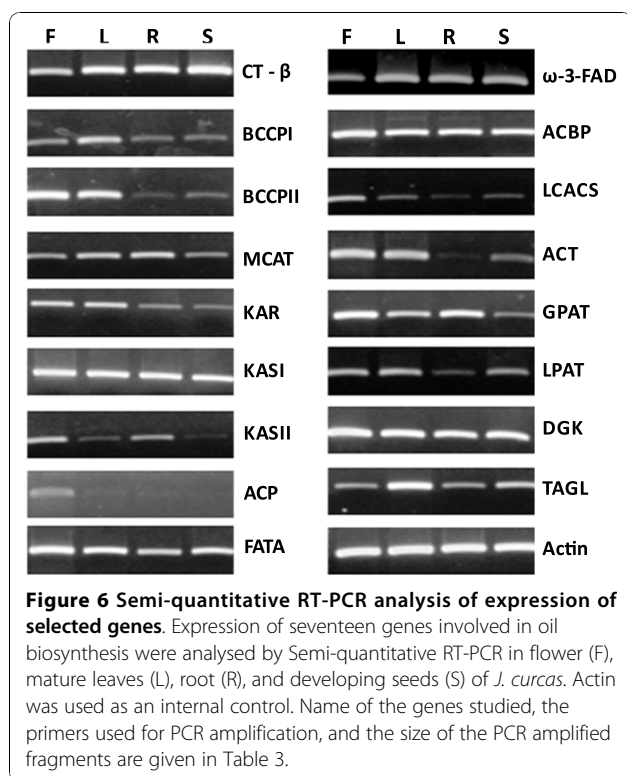 F L R S
CT - β
BCCPI
BCCPII
MCAT
KAR
KASI
KASII
ACP
FATA
F L R S
ω-3-FAD
ACBP
LCACS
ACT
GPAT
LPAT
DGK
TAGL
Actin
Figure 6 Semi-quantitative RT-PCR analysis of expression of
selected genes. Expression of seventeen genes involved in oil
biosynthesis were analysed by Semi-quantitative RT-PCR in flower (F),
mature leaves (L), root (R), and developing seeds (S) of J. curcas. Actin
was used as an internal control. Name of the genes studied, the
primers used for PCR amplification, and the size of the PCR amplified
fragments are given in Table 3.